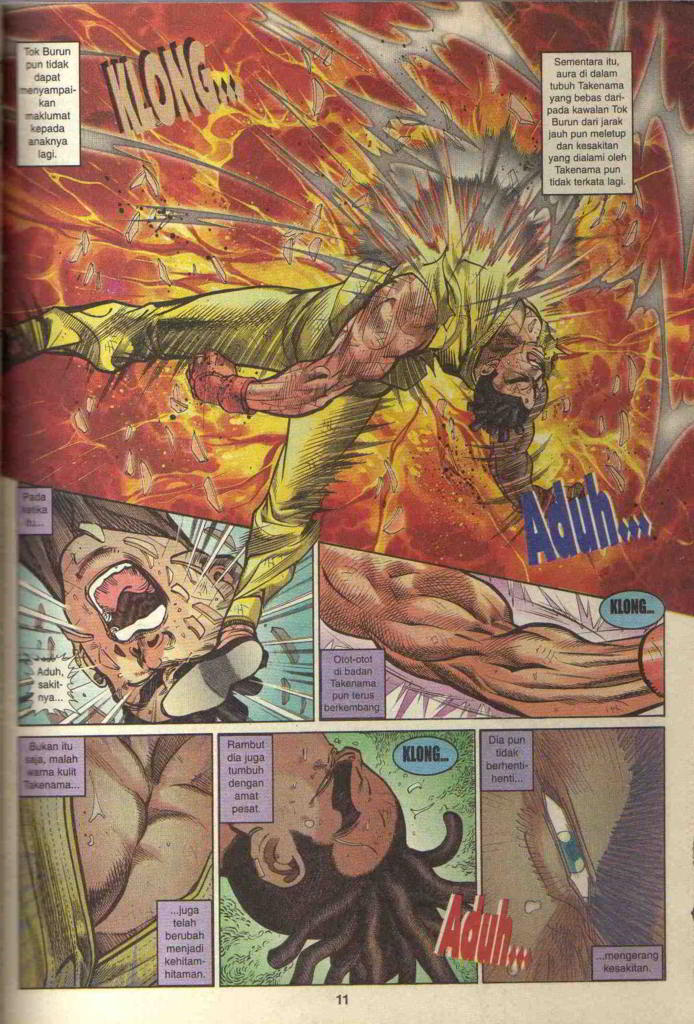 Tok Burun
pun tidak
dapat
menyampai-
kan
maklumat
kepada
anaknya
lagi.
KLONG...
Sementara itu,
aura di dalam
tubuh Takenama
yang bebas dari-
pada kawalan Tok
Burun dari jarak
jauh pun meletup
dan kesakitan
yang dialami oleh
Takenama pun
tidak terkata lagi.
Aduh...
Pada
ketika
itu...
Aduh,
sakit-
nya...
KLONG...
Otot-otot
di badan
Takenama
pun terus
berkembang.
Bukan itu
saja, malah
warna kulit
Takenama...
...juga
telah
berubah
menjadi
kehitam-
hitaman.
Rambut
dia juga
tumbuh
dengan
amat
pesat.
KLONG...
Aduh...
Dia pun
tidak
berhenti-
henti...
...mengerang
kesakitan.
11